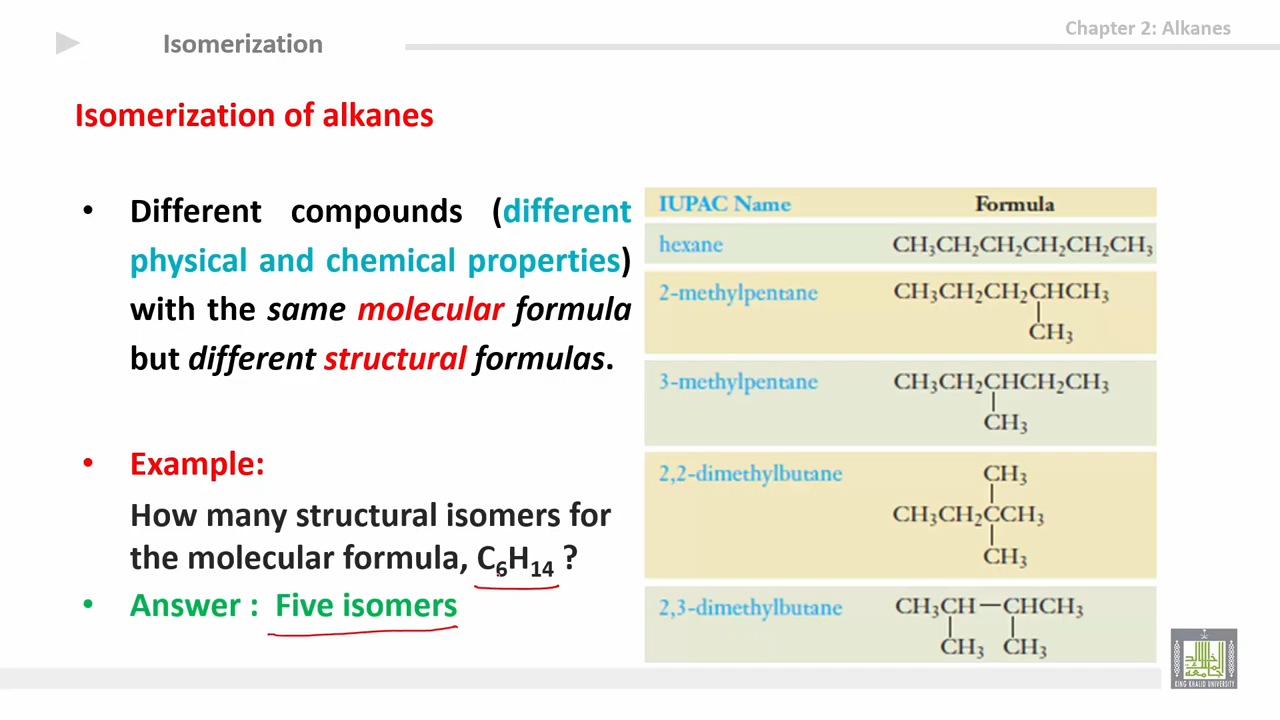 Isomerization
Chapter 2: Alkanes
Isomerization of alkanes
• Different compounds (different
physical and chemical properties)
with the same molecular formula
but different structural formulas.
• Example:
How many structural isomers for
the molecular formula, C₆H₁₄ ?
• Answer : Five isomers
IUPAC Name Formula
hexane CH₃CH₂CH₂CH₂CH₂CH₃
2-methylpentane CH₃CH₂CH₂CHCH₃
CH₃
3-methylpentane CH₃CH₂CHCH₂CH₃
CH₃
2,2-dimethylbutane CH₃
CH₃CH₂CCH₃
CH₃
2,3-dimethylbutane CH₃CH—CHCH₃
CH₃ CH₃
KING KHALID UNIVERSITY